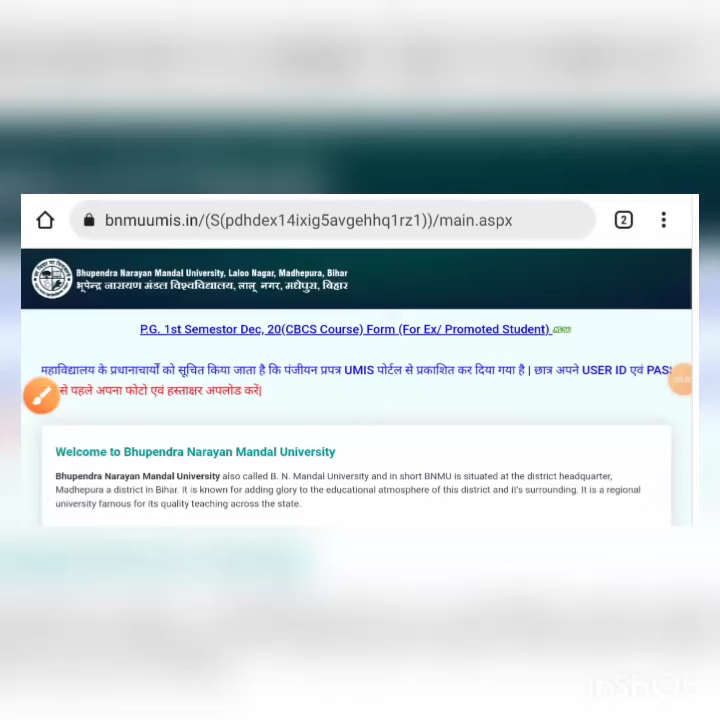 2
bnmuumis.in/(S(pdhdex14ixig5avgehhq1rz1))/main.aspx
Bhupendra Narayan Mandal University, Laloo Nagar, Madhepura, Bihar
भूपेन्द्र नारायण मंडल विश्वविद्यालय, लालू नगर, मधेपुरा, बिहार
P.G. 1st Semestor Dec, 20(CBCS Course) Form (For Ex/ Promoted Student)
महाविद्यालय के प्रधानाचार्यों को सूचित किया जाता है कि पंजीयन प्रपत्र UMIS पोर्टल से प्रकाशित कर दिया गया है | छात्र अपने USER ID एवं PAS
से पहले अपना फोटो एवं हस्ताक्षर अपलोड करें|
Welcome to Bhupendra Narayan Mandal University
Bhupendra Narayan Mandal University also called B. N. Mandal University and in short BNMU is situated at the district headquarter,
Madhepura a district in Bihar. It is known for adding glory to the educational atmosphere of this district and it's surrounding. It is a regional
university famous for its quality teaching across the state.
InShOt